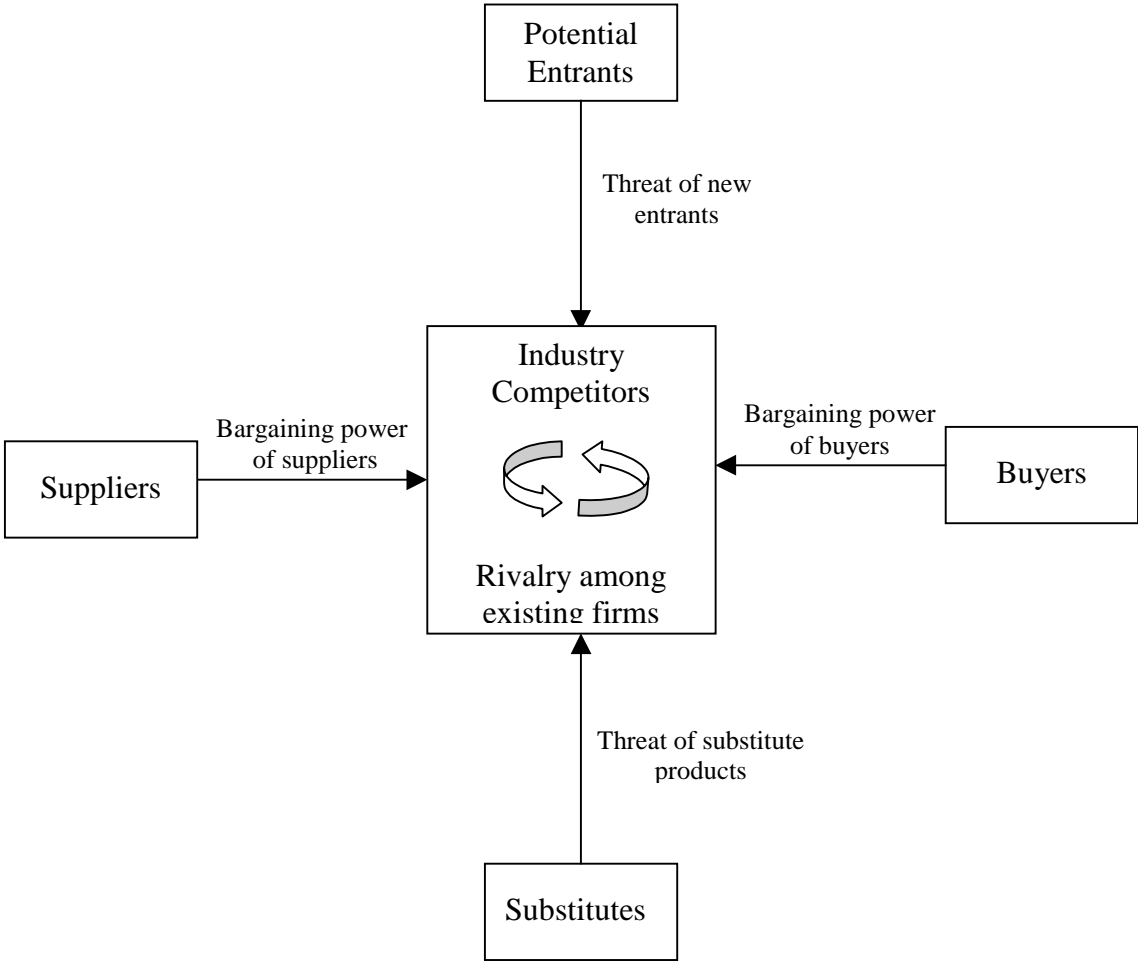 Potential
Entrants
Threat of new
entrants
Industry
Competitors
Bargaining power
of suppliers
Suppliers
Bargaining power
of buyers
Buyers
Rivalry among
existing firms
Threat of substitute
products
Substitutes